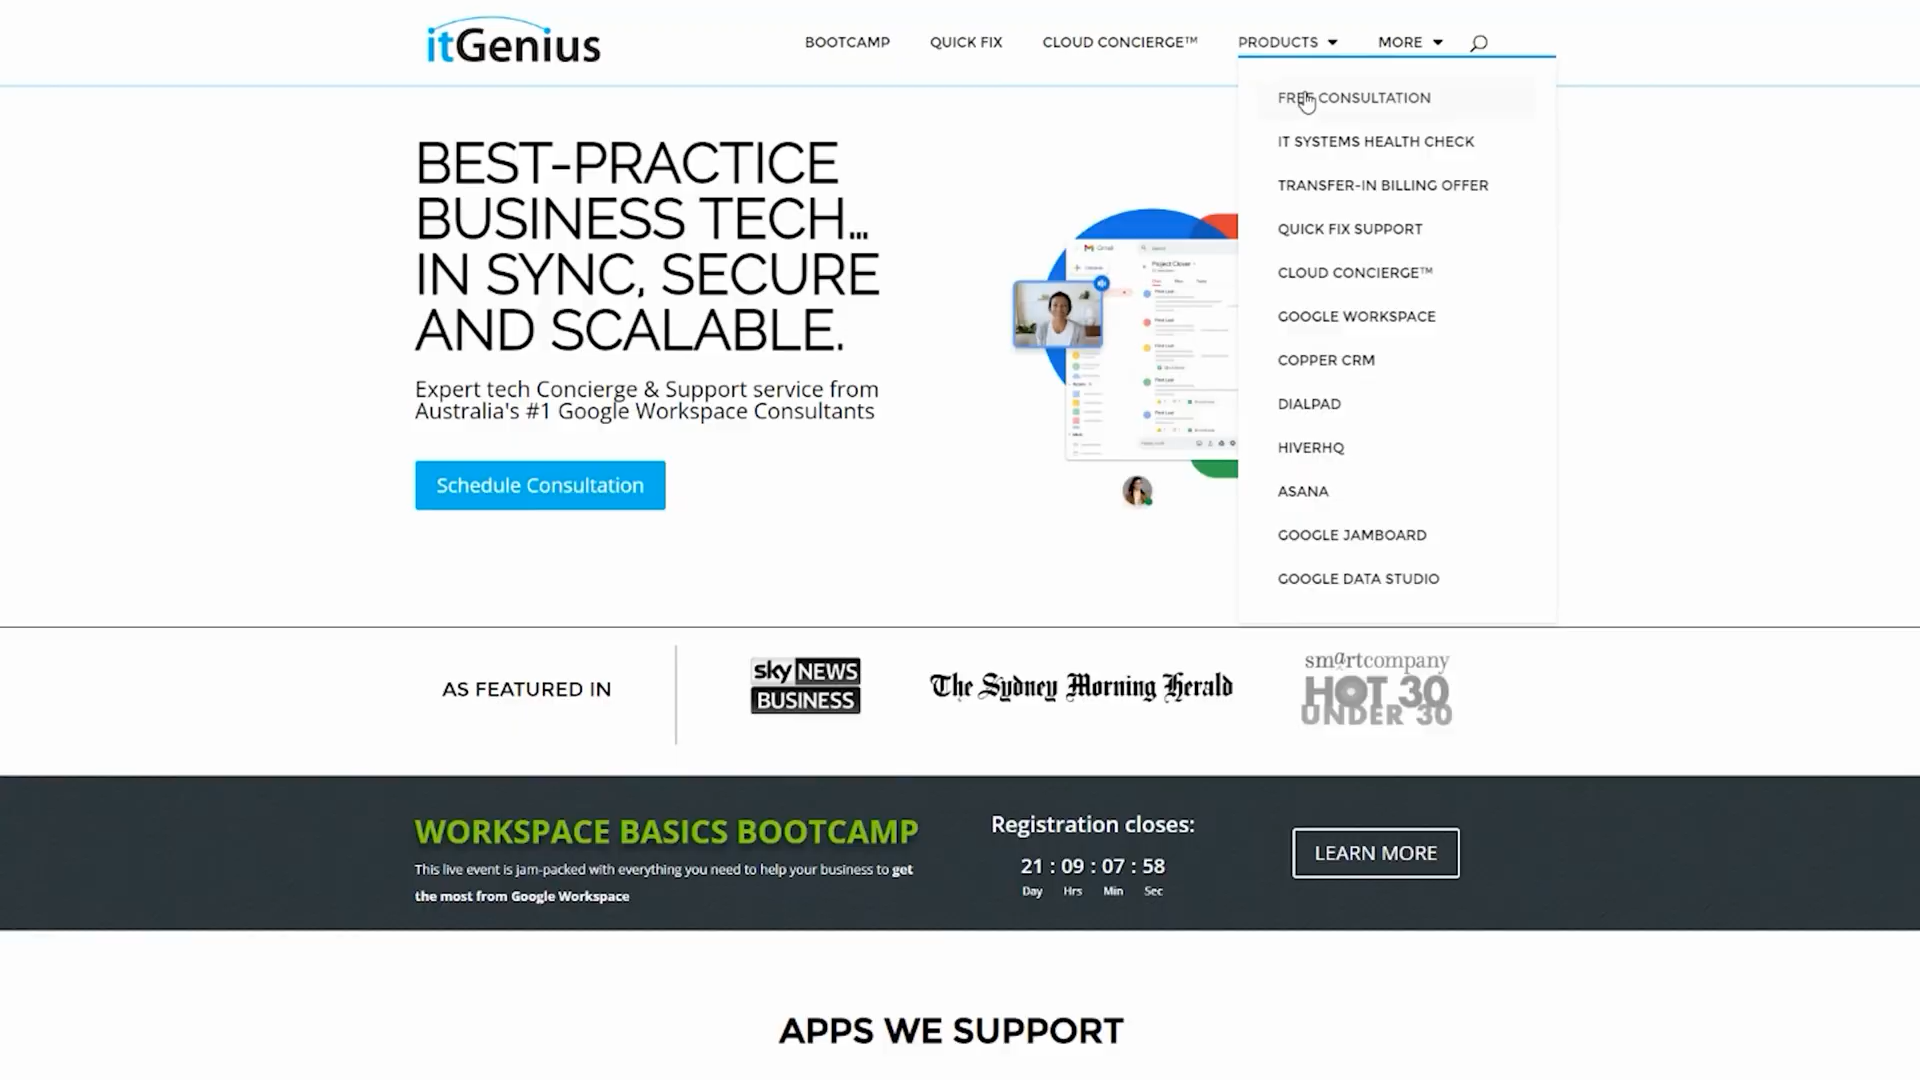 itGenius
BOOTCAMP
QUICK FIX
CLOUD CONCIERGE™
PRODUCTS
MORE
FREE CONSULTATION
IT SYSTEMS HEALTH CHECK
TRANSFER-IN BILLING OFFER
QUICK FIX SUPPORT
CLOUD CONCIERGE™
GOOGLE WORKSPACE
COPPER CRM
DIALPAD
HIVERHQ
ASANA
GOOGLE JAMBOARD
GOOGLE DATA STUDIO
BEST-PRACTICE
BUSINESS TECH...
IN SYNC, SECURE
AND SCALABLE.
Expert tech Concierge & Support service from
Australia's #1 Google Workspace Consultants
Schedule Consultation
Gmail
Project Clover
AS FEATURED IN
sky NEWS
BUSINESS
The Sydney Morning Herald
smartcompany
HOT 30
UNDER 30
WORKSPACE BASICS BOOTCAMP
This live event is jam-packed with everything you need to help your business to get
the most from Google Workspace
Registration closes:
21 : 09 : 07 : 58
Day Hrs Min Sec
LEARN MORE
APPS WE SUPPORT